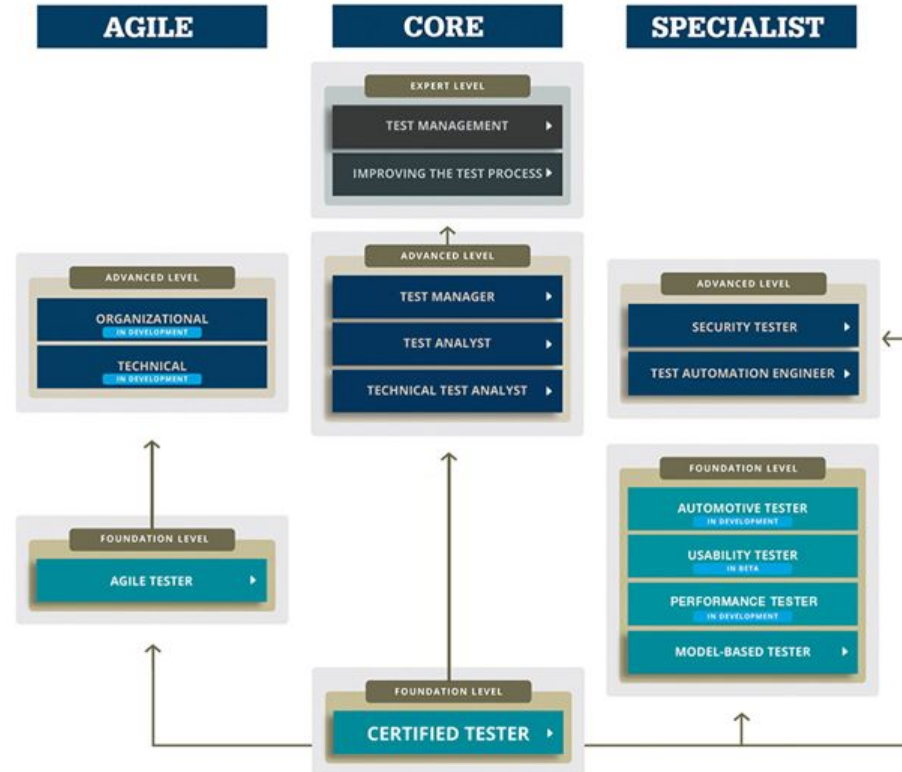 AGILE
CORE
SPECIALIST
EXPERT LEVEL
TEST MANAGEMENT
IMPROVING THE TEST PROCESS
ADVANCED LEVEL
ORGANIZATIONAL
IN DEVELOPMENT
TECHNICAL
IN DEVELOPMENT
ADVANCED LEVEL
TEST MANAGER
TEST ANALYST
TECHNICAL TEST ANALYST
ADVANCED LEVEL
SECURITY TESTER
TEST AUTOMATION ENGINEER
FOUNDATION LEVEL
AGILE TESTER
FOUNDATION LEVEL
AUTOMOTIVE TESTER
IN DEVELOPMENT
USABILITY TESTER
IN BETA
PERFORMANCE TESTER
IN DEVELOPMENT
MODEL-BASED TESTER
FOUNDATION LEVEL
CERTIFIED TESTER